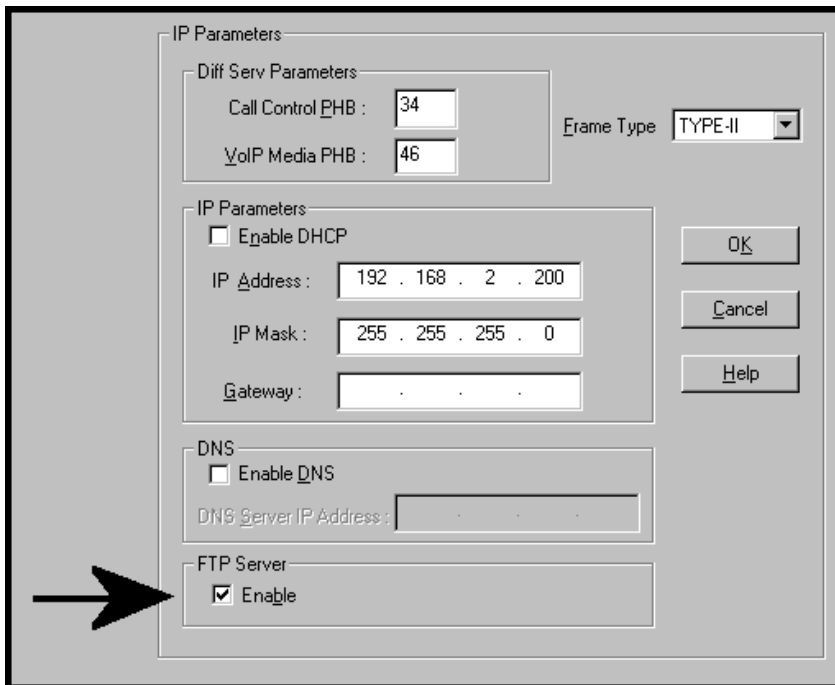 IP Parameters
Diff Serv Parameters
Call Control PHB : 34
VoIP Media PHB : 46
Frame Type TYPE-II
IP Parameters
Enable DHCP
IP Address : 192 . 168 . 2 . 200
IP Mask : 255 . 255 . 255 . 0
Gateway : . . .
OK
Cancel
Help
DNS
Enable DNS
DNS Server IP Address : . . .
FTP Server
Enable